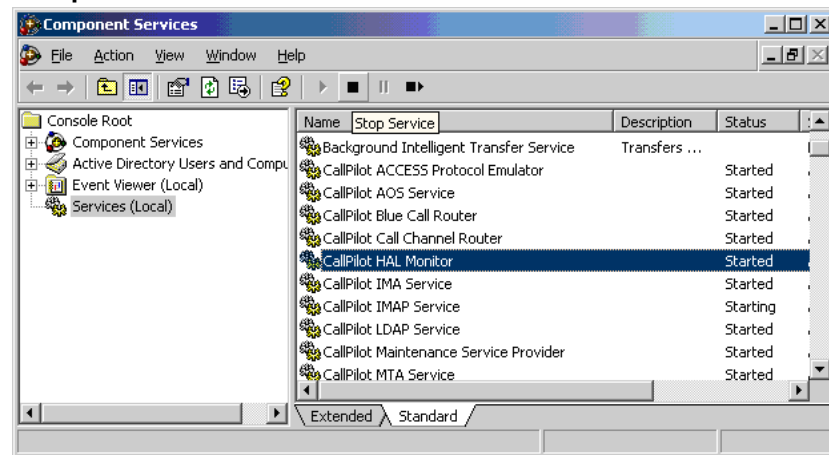 Component Services
File Action View Window Help
Console Root
Component Services
Active Directory Users and Compu
Event Viewer (Local)
Services (Local)
Name Stop Service Description Status
Background Intelligent Transfer Service Transfers ...
CallPilot ACCESS Protocol Emulator Started
CallPilot AOS Service Started
CallPilot Blue Call Router Started
CallPilot Call Channel Router Started
CallPilot HAL Monitor Started
CallPilot IMA Service Started
CallPilot IMAP Service Starting
CallPilot LDAP Service Started
CallPilot Maintenance Service Provider Started
CallPilot MTA Service Started
Extended Standard